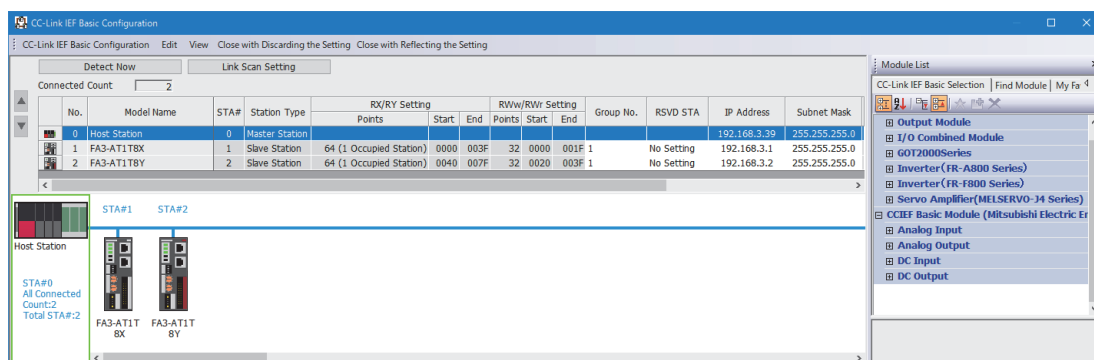 CC-Link IEF Basic Configuration
CC-Link IEF Basic Configuration Edit View Close with Discarding the Setting Close with Reflecting the Setting
Detect Now Link Scan Setting
Connected Count 2
No. Model Name STA# Station Type RX/RY Setting RWw/RWr Setting Group No. RSVD STA IP Address Subnet Mask
Points Start End Points Start End
0 Host Station 0 Master Station 192.168.3.39 255.255.255.0
1 FA3-AT1T8X 1 Slave Station 64 (1 Occupied Station) 0000 003F 32 0000 001F 1 No Setting 192.168.3.1 255.255.255.0
2 FA3-AT1T8Y 2 Slave Station 64 (1 Occupied Station) 0040 007F 32 0020 003F 1 No Setting 192.168.3.2 255.255.255.0
STA#1 STA#2
Host Station
STA#0
All Connected
Count:2
Total STA#:2
FA3-AT1T
8X
FA3-AT1T
8Y
Module List
CC-Link IEF Basic Selection Find Module My Fa
Output Module
I/O Combined Module
GOT2000Series
Inverter(FR-A800 Series)
Inverter(FR-F800 Series)
Servo Amplifier(MELSERVO-J4 Series)
CCIEF Basic Module (Mitsubishi Electric Er
Analog Input
Analog Output
DC Input
DC Output